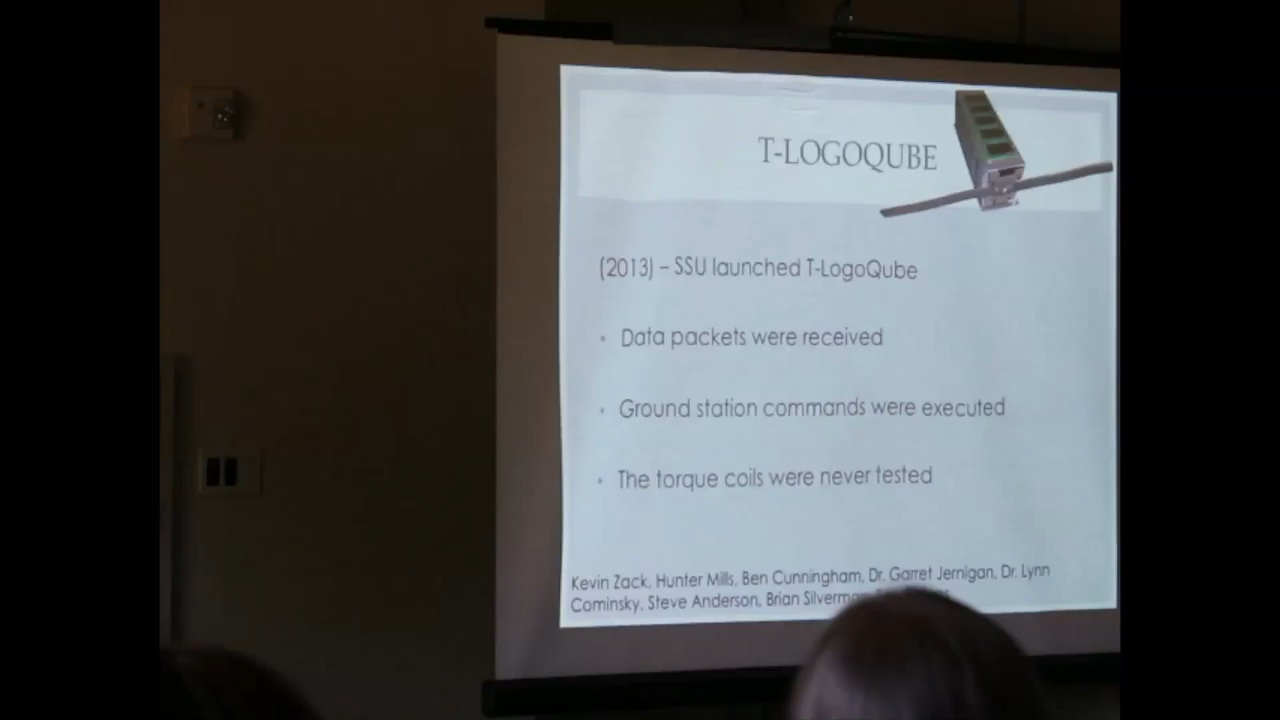 T-LOGOQUBE
(2013) – SSU launched T-LogoQube
• Data packets were received
• Ground station commands were executed
• The torque coils were never tested
Kevin Zack, Hunter Mills, Ben Cunningham, Dr. Garret Jernigan, Dr. Lynn
Cominsky, Steve Anderson, Brian Silverman